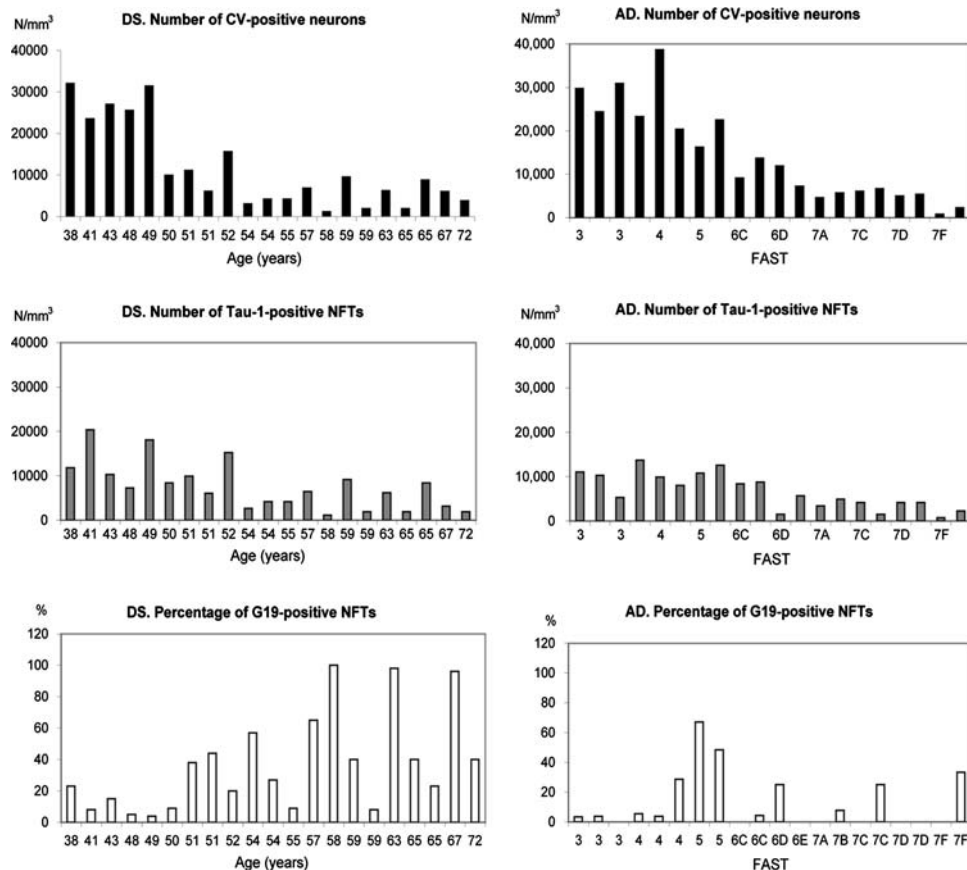 DS. Number of CV-positive neurons
N/mm³
40000
30000
20000
10000
0
38 41 43 48 49 50 51 51 52 54 54 55 57 58 59 59 63 65 65 67 72
Age (years)
AD. Number of CV-positive neurons
N/mm³
40,000
30,000
20,000
10,000
0
3 3 4 5 6C 6D 7A 7C 7D 7F
FAST
DS. Number of Tau-1-positive NFTs
N/mm³
40000
30000
20000
10000
0
38 41 43 48 49 50 51 51 52 54 54 55 57 58 59 59 63 65 65 67 72
Age (years)
AD. Number of Tau-1-positive NFTs
N/mm³
40,000
30,000
20,000
10,000
0
3 3 4 5 6C 6D 7A 7C 7D 7F
FAST
DS. Percentage of G19-positive NFTs
%
120
100
80
60
40
20
0
38 41 43 48 49 50 51 51 52 54 54 55 57 58 59 59 63 65 65 67 72
Age (years)
AD. Percentage of G19-positive NFTs
%
120
100
80
60
40
20
0
3 3 3 4 4 4 5 5 6C 6C 6D 6E 7A 7B 7C 7C 7D 7D 7F 7F
FAST